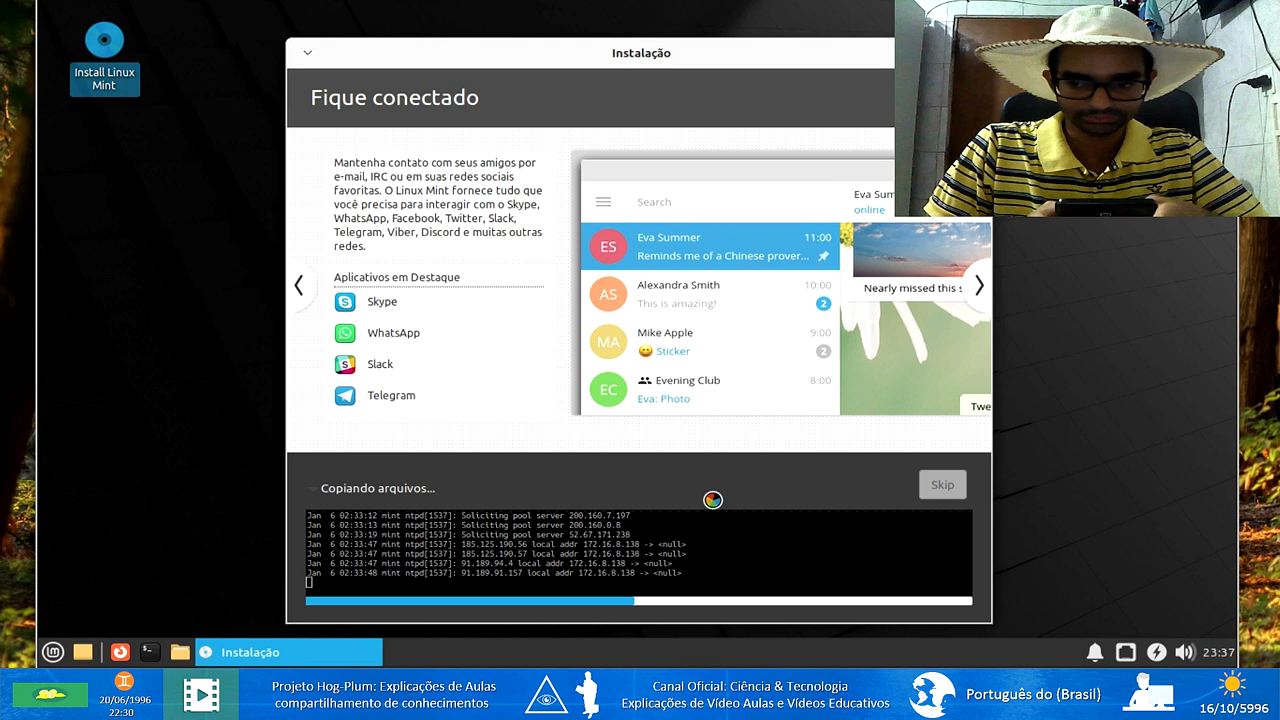 Install Linux
Mint
Instalação
Fique conectado
Mantenha contato com seus amigos por
e-mail, IRC ou em suas redes sociais
favoritas. O Linux Mint fornece tudo que
você precisa para interagir com o Skype,
WhatsApp, Facebook, Twitter, Slack,
Telegram, Viber, Discord e muitas outras
redes.
Aplicativos em Destaque
Skype
WhatsApp
Slack
Telegram
Search
Eva Sum
online
ES
Eva Summer
11:00
Reminds me of a Chinese prover...
AS
Alexandra Smith
10:00
This is amazing!
2
MA
Mike Apple
9:00
Sticker
2
EC
Evening Club
8:00
Eva: Photo
Nearly missed this s
Twe
Copiando arquivos...
Skip
Jan 6 02:33:12 mint ntpd[1537]: Soliciting pool server 200.160.7.197
Jan 6 02:33:13 mint ntpd[1537]: Soliciting pool server 200.160.0.8
Jan 6 02:33:19 mint ntpd[1537]: Soliciting pool server 52.67.171.238
Jan 6 02:33:47 mint ntpd[1537]: 185.125.190.56 local addr 172.16.8.138 -> <null>
Jan 6 02:33:47 mint ntpd[1537]: 185.125.190.57 local addr 172.16.8.138 -> <null>
Jan 6 02:33:47 mint ntpd[1537]: 91.189.94.4 local addr 172.16.8.138 -> <null>
Jan 6 02:33:48 mint ntpd[1537]: 91.189.91.157 local addr 172.16.8.138 -> <null>
Instalação
23:37
20/06/1996
22:30
Projeto Hog-Plum: Explicações de Aulas
compartilhamento de conhecimentos
Canal Oficial: Ciência & Tecnologia
Explicações de Vídeo Aulas e Vídeos Educativos
Português do (Brasil)
16/10/5996